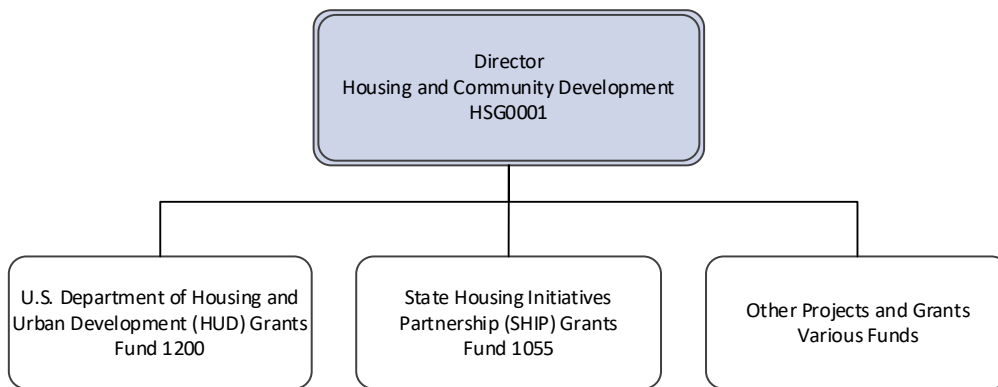 Director
Housing and Community Development
HSG0001
U.S. Department of Housing and
Urban Development (HUD) Grants
Fund 1200
State Housing Initiatives
Partnership (SHIP) Grants
Fund 1055
Other Projects and Grants
Various Funds